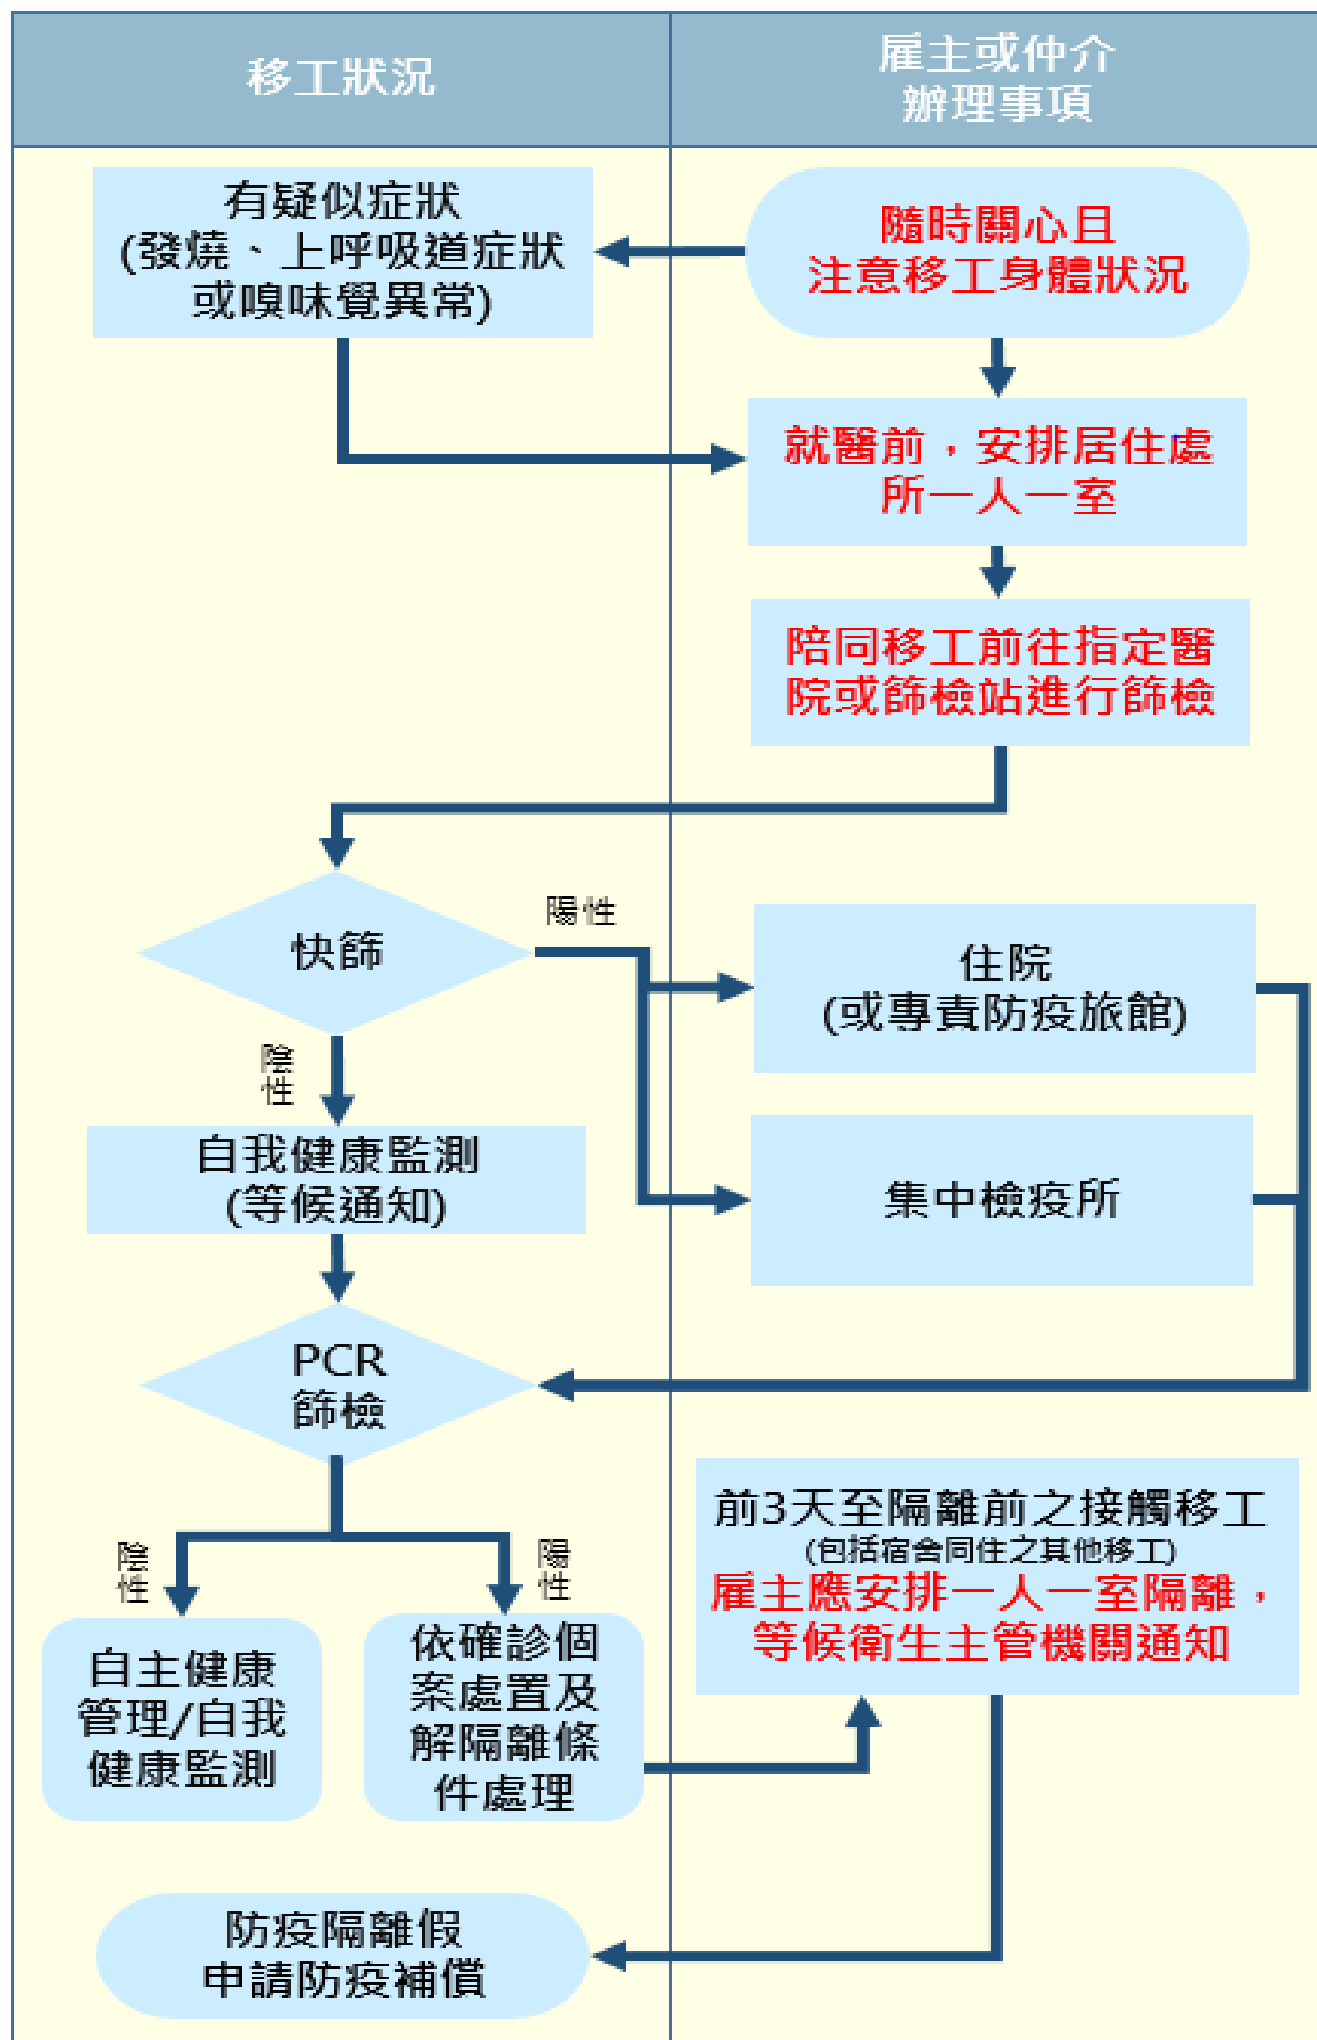 移工狀況
雇主或仲介
辦理事項
有疑似症狀
(發燒、上呼吸道症狀
或嗅味覺異常)
隨時關心且
注意移工身體狀況
就醫前，安排居住處
所一人一室
陪同移工前往指定醫
院或篩檢站進行篩檢
快篩
陽性
住院
(或專責防疫旅館)
陰性
自我健康監測
(等候通知)
集中檢疫所
PCR
篩檢
前3天至隔離前之接觸移工
(包括宿舍同住之其他移工)
雇主應安排一人一室隔離，
等候衛生主管機關通知
陰性
陽性
自主健康
管理/自我
健康監測
依確診個
案處置及
解隔離條
件處理
防疫隔離假
申請防疫補償